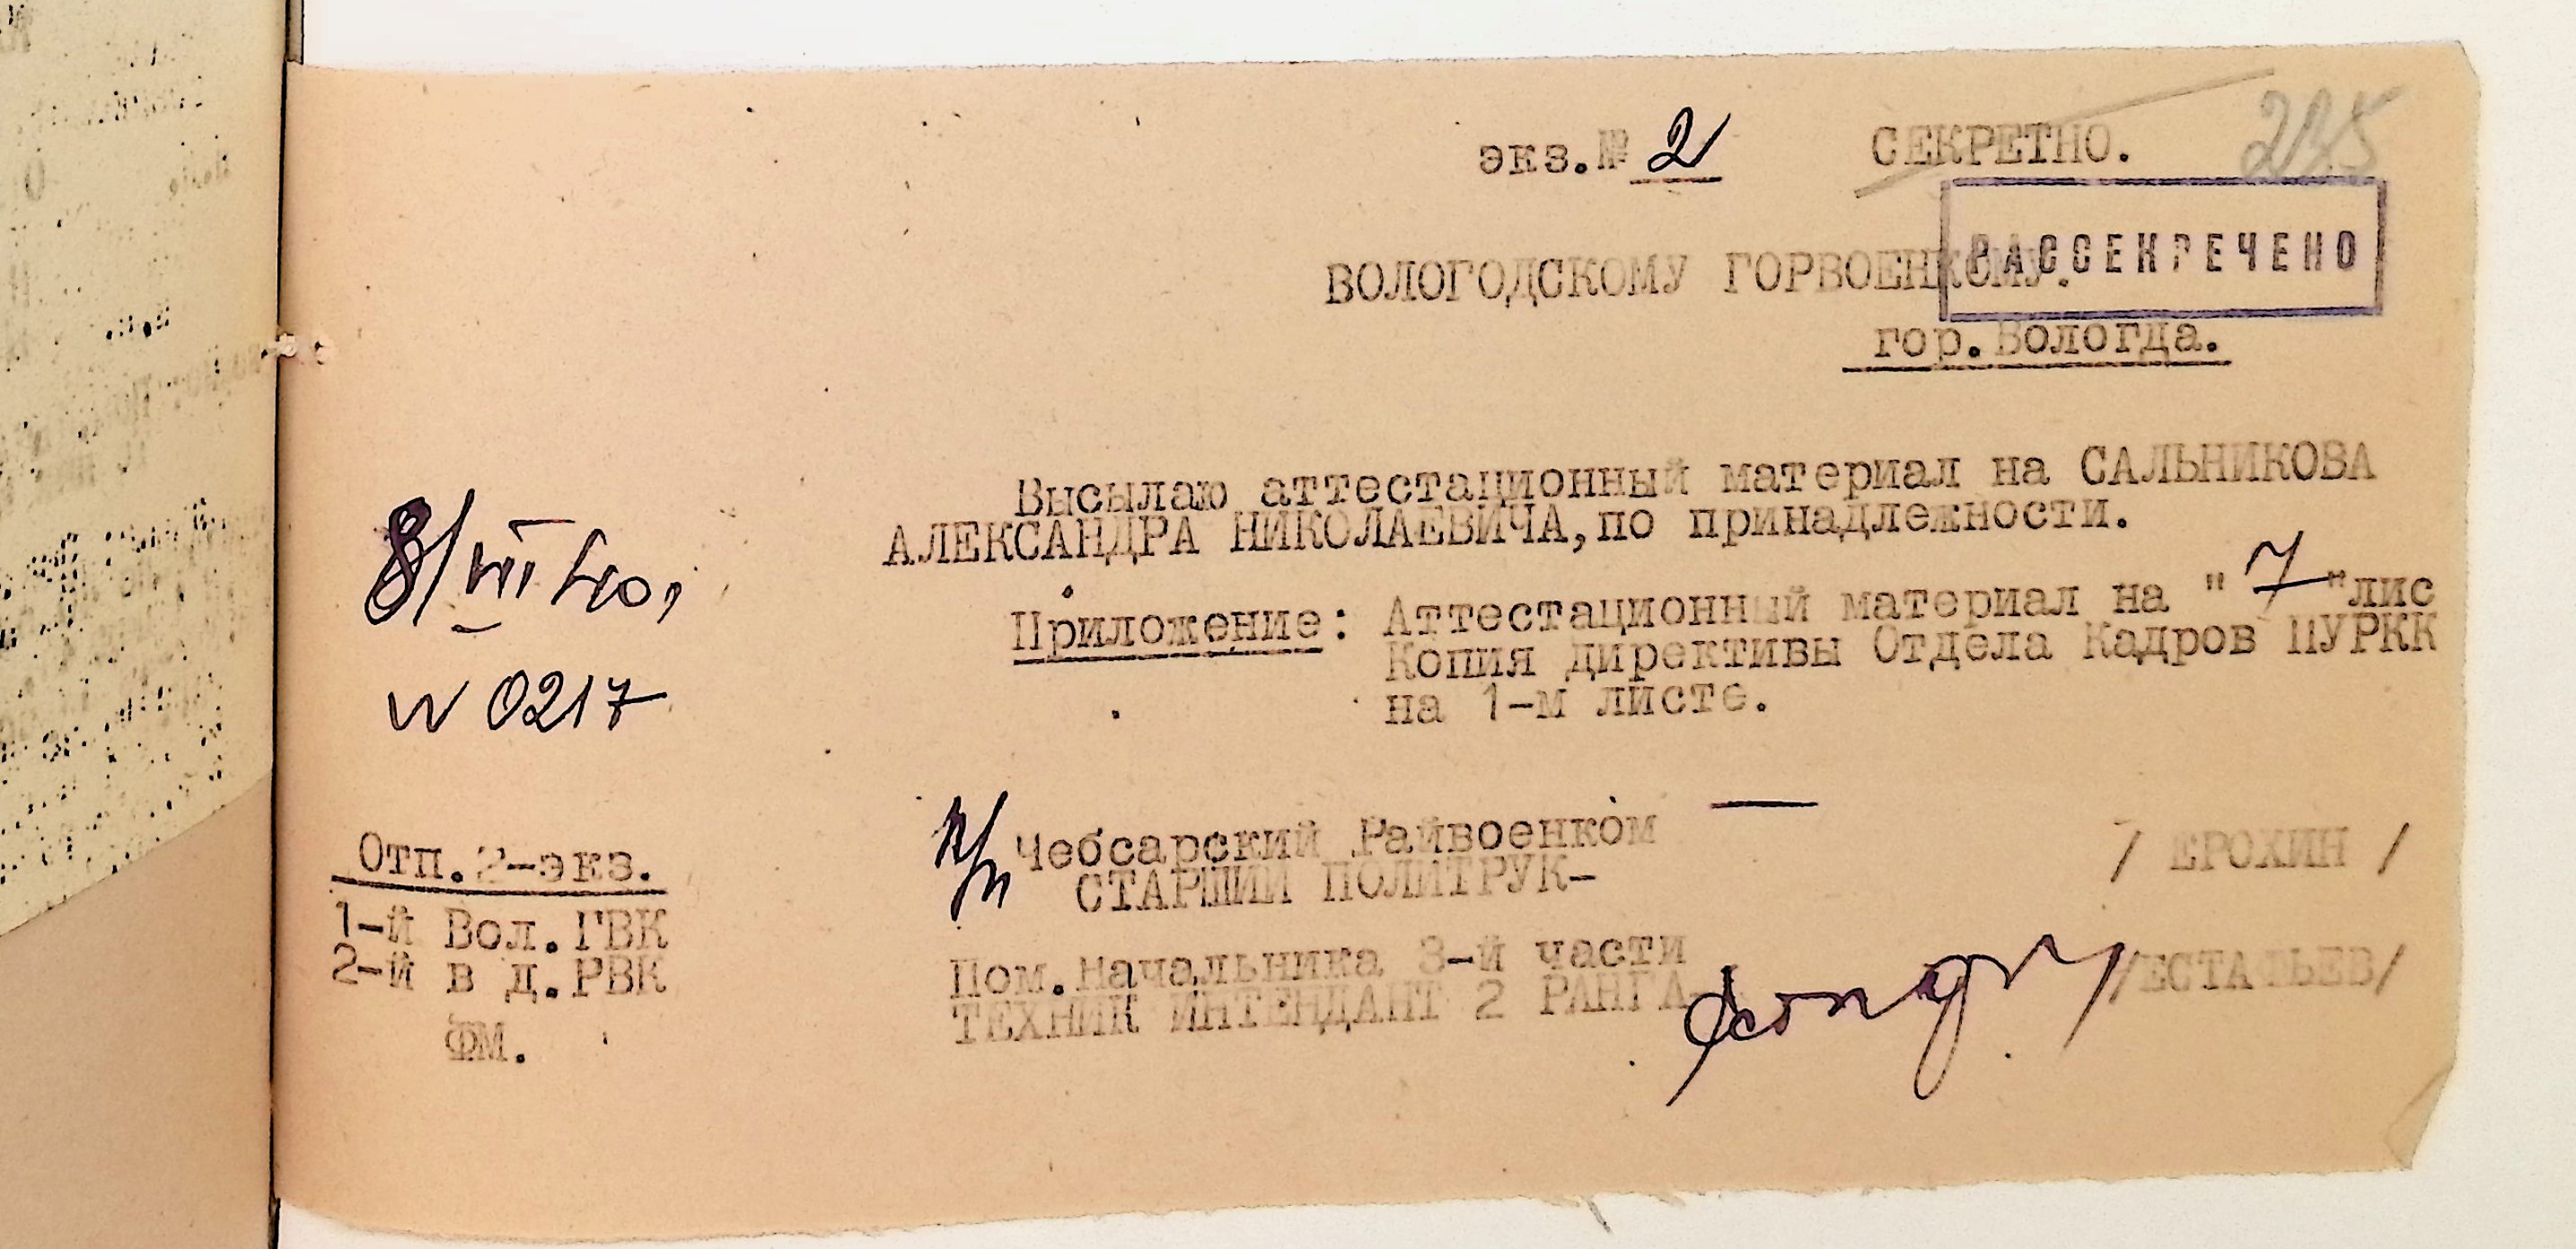 245
экз.№ 2 СЕКРЕТНО.
РАССЕКРЕЧЕНО
ВОЛОГОДСКОМУ ГОРВОЕНКОМУ.
гор.Вологда.
Высылаю аттестационный материал на САЛЬНИКОВА
АЛЕКСАНДРА НИКОЛАЕВИЧА,по принадлежности.
Приложение: Аттестационный материал на "7"лис
Копия директивы Отдела Кадров ПУРКК
на 1-м листе.
8/VII 40,
N 0217
п/п Чебсарский Райвоенком — / ЕРОХИН /
СТАРШИЙ ПОЛИТРУК-
Пом.Начальника 3-й части
ТЕХНИК ИНТЕНДАНТ 2 РАНГА- /ЕСТАФЬЕВ/
Отп.2-экз.
1-й Вол.ГВК
2-й в д.РВК
ФМ.